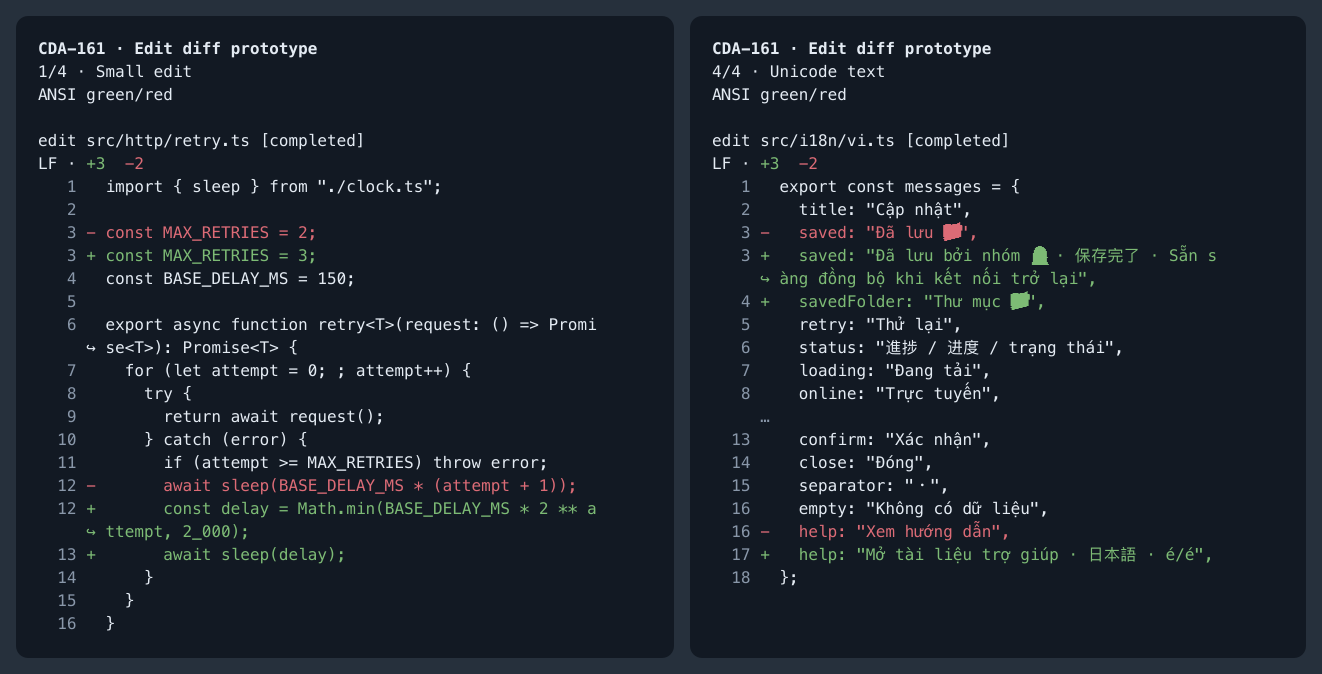 CDA-161 · Edit diff prototype
1/4 · Small edit
ANSI green/red
edit src/http/retry.ts [completed]
LF · +3 −2
1 import { sleep } from "./clock.ts";
2
3 − const MAX_RETRIES = 2;
3 + const MAX_RETRIES = 3;
4 const BASE_DELAY_MS = 150;
5
6 export async function retry<T>(request: () => Promi
↪ se<T>): Promise<T> {
7 for (let attempt = 0; ; attempt++) {
8 try {
9 return await request();
10 } catch (error) {
11 if (attempt >= MAX_RETRIES) throw error;
12 − await sleep(BASE_DELAY_MS * (attempt + 1));
12 + const delay = Math.min(BASE_DELAY_MS * 2 ** a
↪ ttempt, 2_000);
13 + await sleep(delay);
14 }
15 }
16 }
CDA-161 · Edit diff prototype
4/4 · Unicode text
ANSI green/red
edit src/i18n/vi.ts [completed]
LF · +3 −2
1 export const messages = {
2 title: "Cập nhật",
3 − saved: "Đã lưu ",
3 + saved: "Đã lưu bởi nhóm · 保存完了 · Sẵn s
↪ àng đồng bộ khi kết nối trở lại",
4 + savedFolder: "Thư mục ",
5 retry: "Thử lại",
6 status: "進捗 / 进度 / trạng thái",
7 loading: "Đang tải",
8 online: "Trực tuyến",
…
13 confirm: "Xác nhận",
14 close: "Đóng",
15 separator: "·",
16 empty: "Không có dữ liệu",
16 − help: "Xem hướng dẫn",
17 + help: "Mở tài liệu trợ giúp · 日本語 · é/é",
18 };